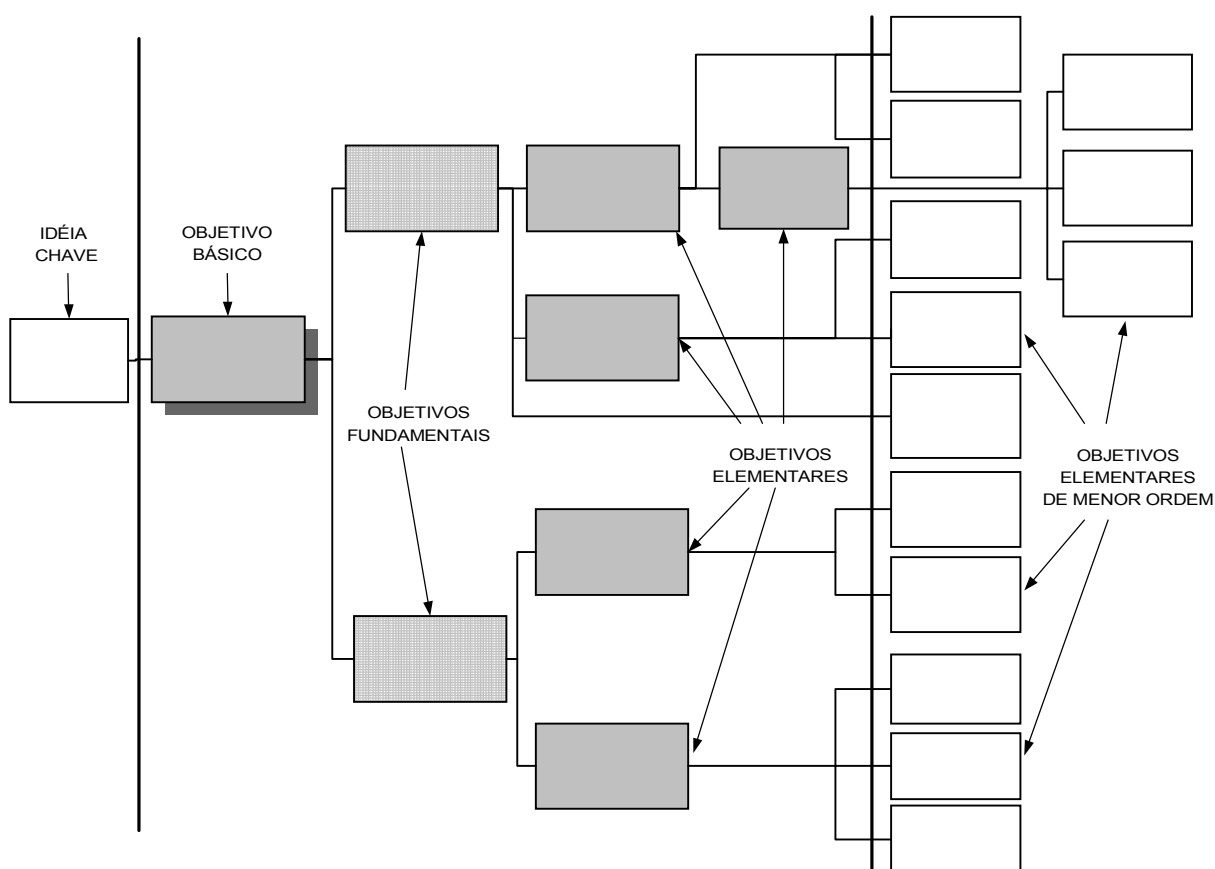 IDÉIA
CHAVE
OBJETIVO
BÁSICO
OBJETIVOS
FUNDAMENTAIS
OBJETIVOS
ELEMENTARES
OBJETIVOS
ELEMENTARES
DE MENOR ORDEM